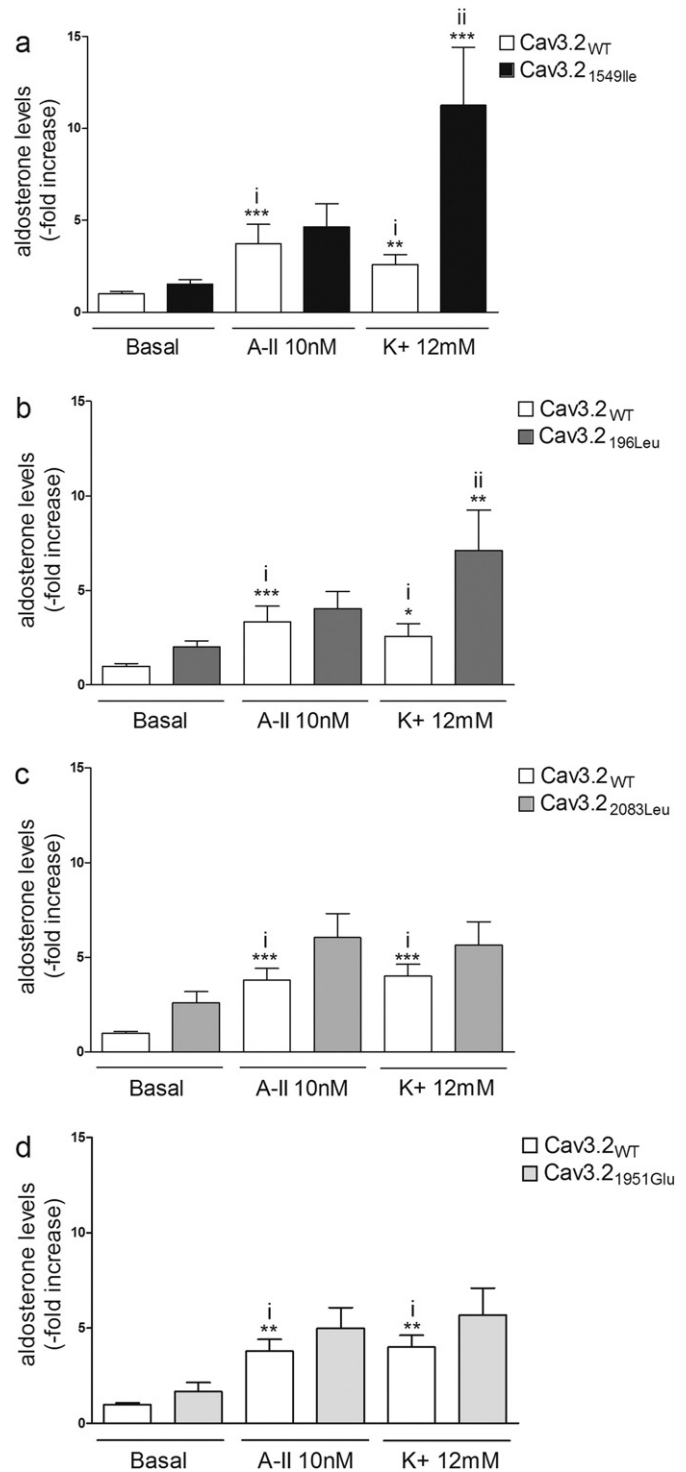 a
aldosterone levels
(-fold increase)
15
10
5
0
Cav3.2WT
Cav3.21549Ile
i
***
i
**
ii
***
Basal A-II 10nM K+ 12mM
b
aldosterone levels
(-fold increase)
15
10
5
0
Cav3.2WT
Cav3.2196Leu
i
***
i
*
ii
**
Basal A-II 10nM K+ 12mM
c
aldosterone levels
(-fold increase)
15
10
5
0
Cav3.2WT
Cav3.22083Leu
i
***
i
***
Basal A-II 10nM K+ 12mM
d
aldosterone levels
(-fold increase)
15
10
5
0
Cav3.2WT
Cav3.21951Glu
i
**
i
**
Basal A-II 10nM K+ 12mM